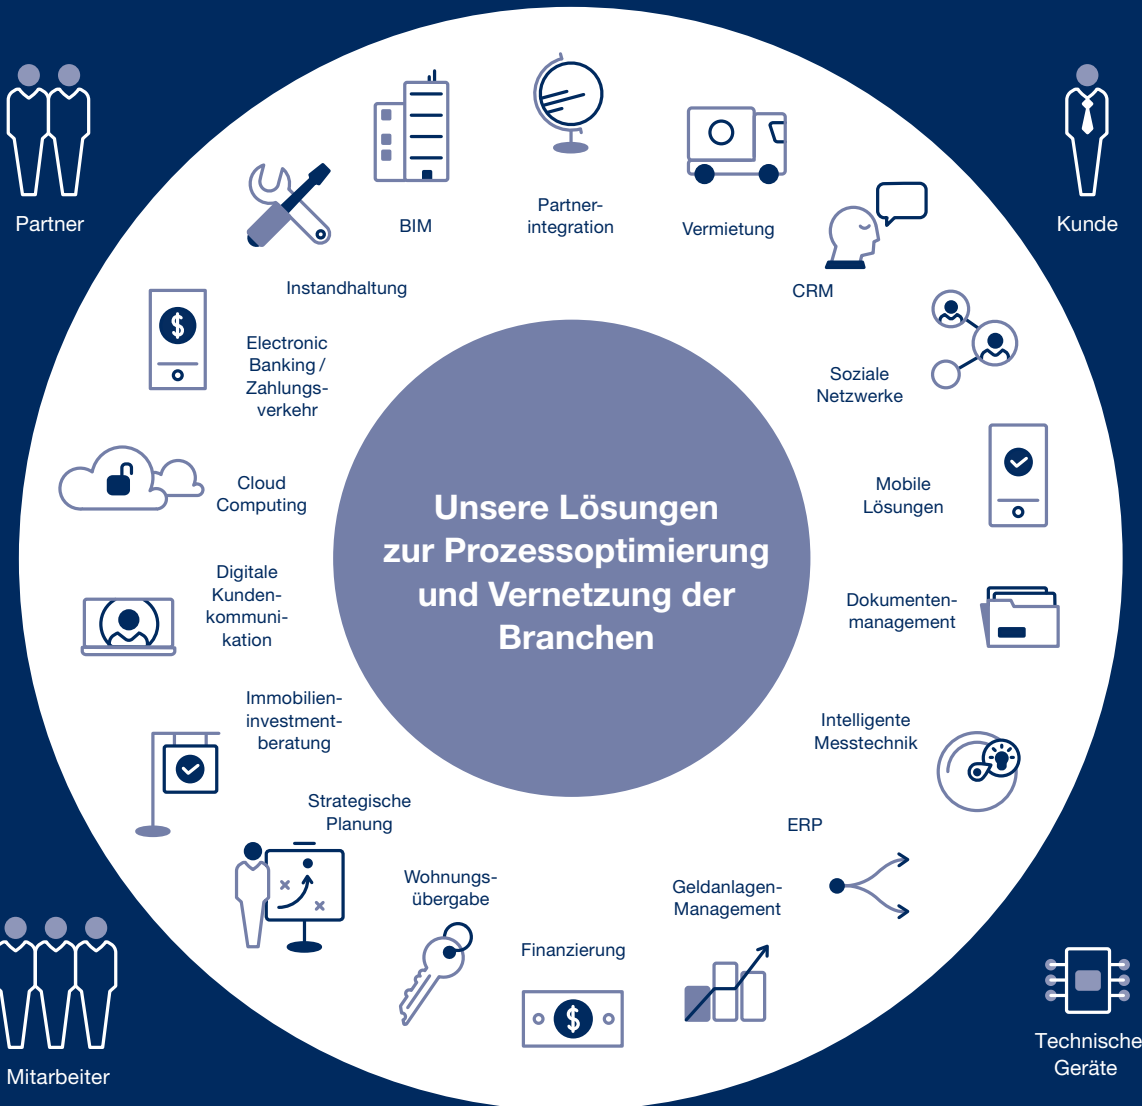 Partner
Kunde
BIM
Partner-
integration
Vermietung
CRM
Instandhaltung
Electronic
Banking /
Zahlungs-
verkehr
Soziale
Netzwerke
Cloud
Computing
Mobile
Lösungen
Unsere Lösungen
zur Prozessoptimierung
und Vernetzung der
Branchen
Digitale
Kunden-
kommuni-
kation
Dokumenten-
management
Immobilien-
investment-
beratung
Intelligente
Messtechnik
Strategische
Planung
ERP
Wohnungs-
übergabe
Geldanlagen-
Management
Finanzierung
Mitarbeiter
Technische
Geräte